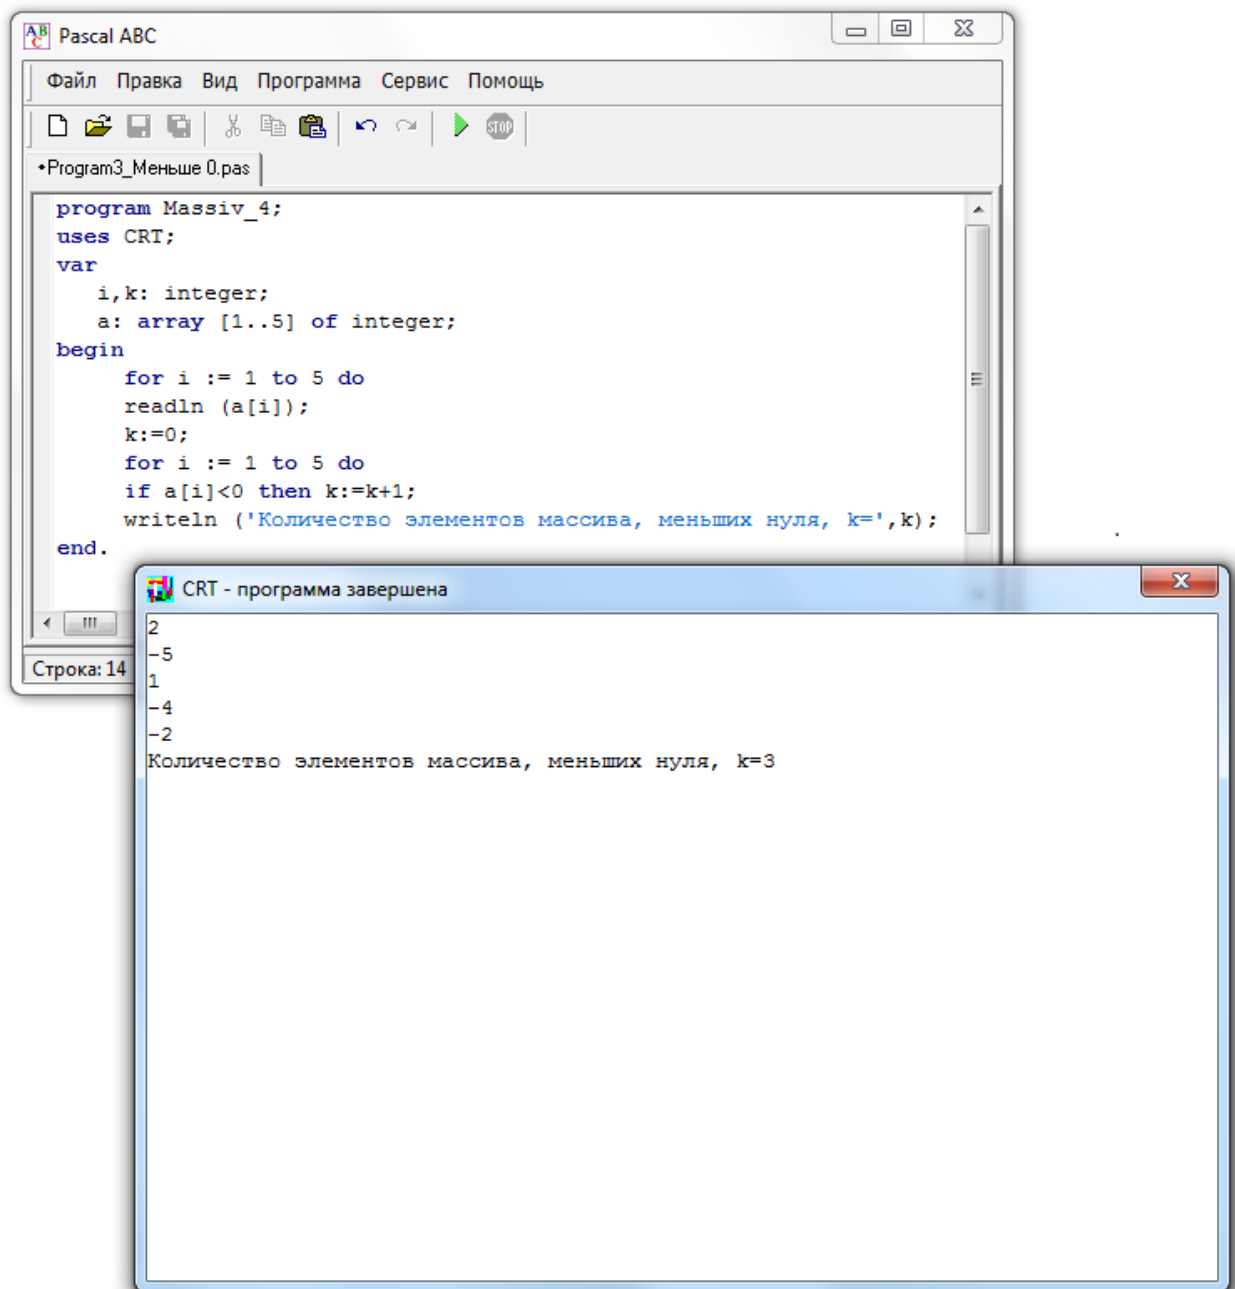 Pascal ABC
Файл Правка Вид Программа Сервис Помощь
STOP
•Program3_Меньше 0.pas
program Massiv_4;
uses CRT;
var
i,k: integer;
a: array [1..5] of integer;
begin
for i := 1 to 5 do
readln (a[i]);
k:=0;
for i := 1 to 5 do
if a[i]<0 then k:=k+1;
writeln ('Количество элементов массива, меньших нуля, k=',k);
end.
Строка: 14
CRT - программа завершена
2
-5
1
-4
-2
Количество элементов массива, меньших нуля, k=3